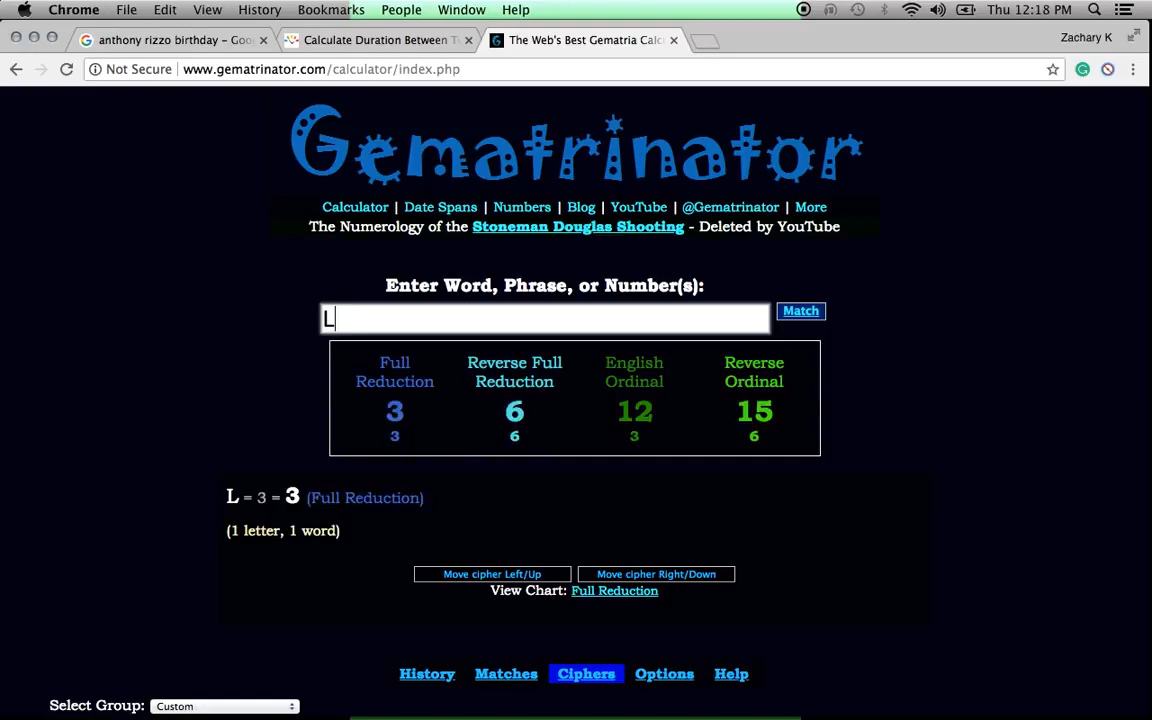 Chrome File Edit View History Bookmarks People Window Help Thu 12:18 PM
anthony rizzo birthday - Goo
Calculate Duration Between Tw
The Web's Best Gematria Calc
Zachary K
Not Secure www.gematrinator.com/calculator/index.php
Gematrinator
Calculator | Date Spans | Numbers | Blog | YouTube | @Gematrinator | More
The Numerology of the Stoneman Douglas Shooting - Deleted by YouTube
Enter Word, Phrase, or Number(s):
L
Match
Full Reduction
3
3
Reverse Full Reduction
6
6
English Ordinal
12
3
Reverse Ordinal
15
6
L = 3 = 3 (Full Reduction)
(1 letter, 1 word)
Move cipher Left/Up Move cipher Right/Down
View Chart: Full Reduction
History Matches Ciphers Options Help
Select Group: Custom